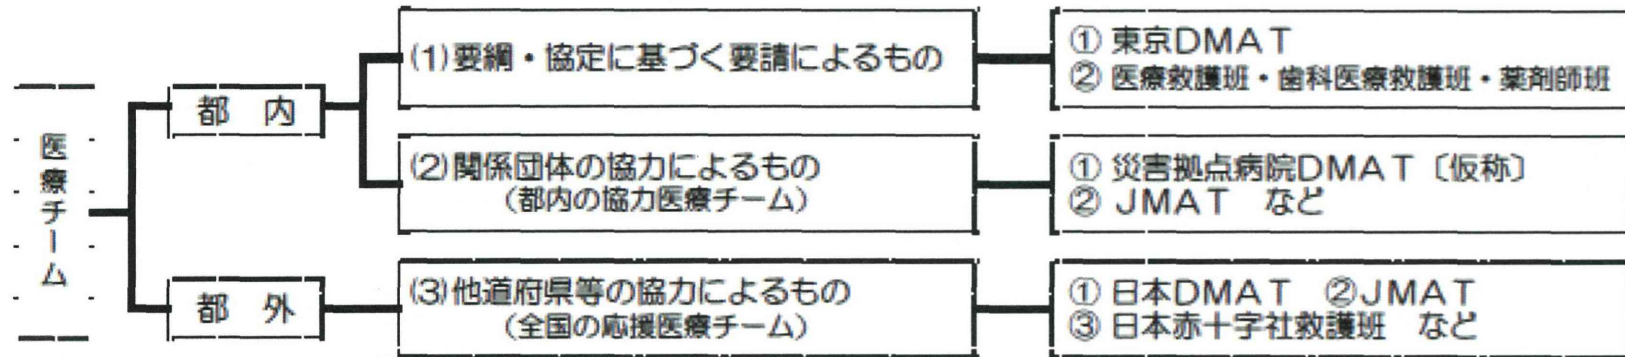 医療チーム
都　内
(1)要綱・協定に基づく要請によるもの
① 東京DMAT
② 医療救護班・歯科医療救護班・薬剤師班
(2)関係団体の協力によるもの
（都内の協力医療チーム）
① 災害拠点病院DMAT〔仮称〕
② JMAT　など
都　外
(3)他道府県等の協力によるもの
（全国の応援医療チーム）
① 日本DMAT　②JMAT
③ 日本赤十字社救護班　など